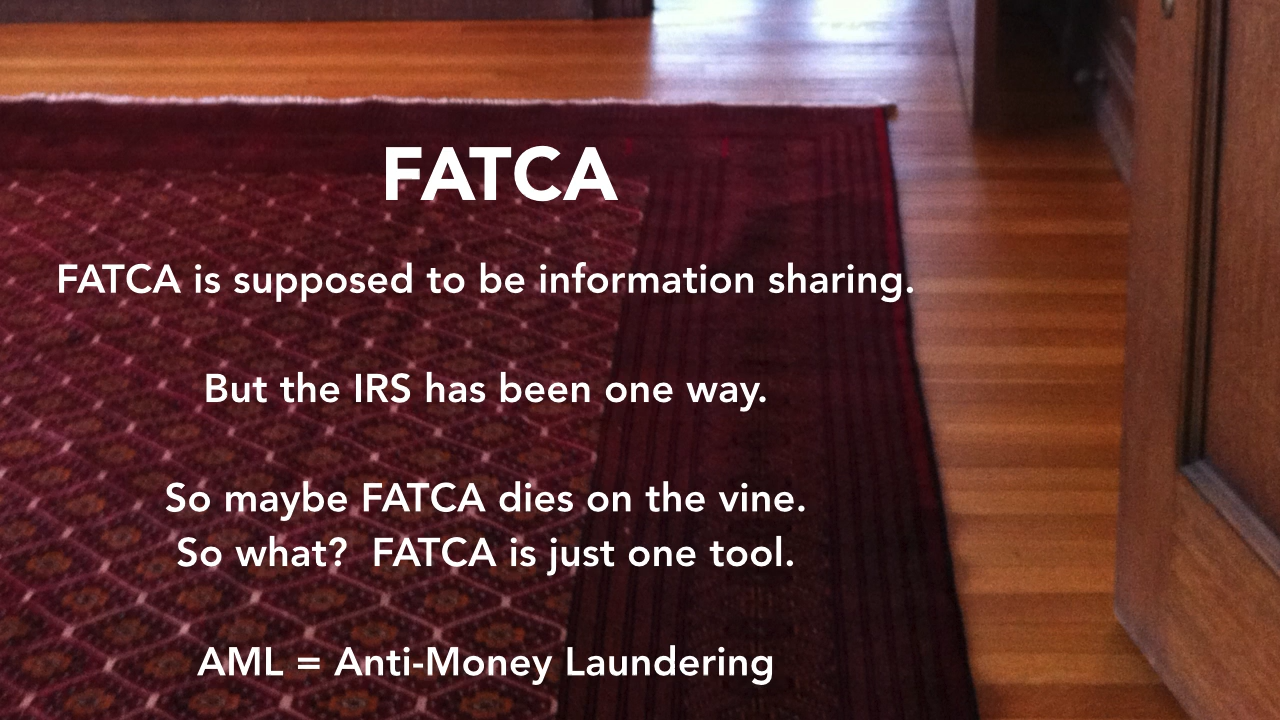 FATCA
FATCA is supposed to be information sharing.
But the IRS has been one way.
So maybe FATCA dies on the vine.
So what?  FATCA is just one tool.
AML = Anti-Money Laundering